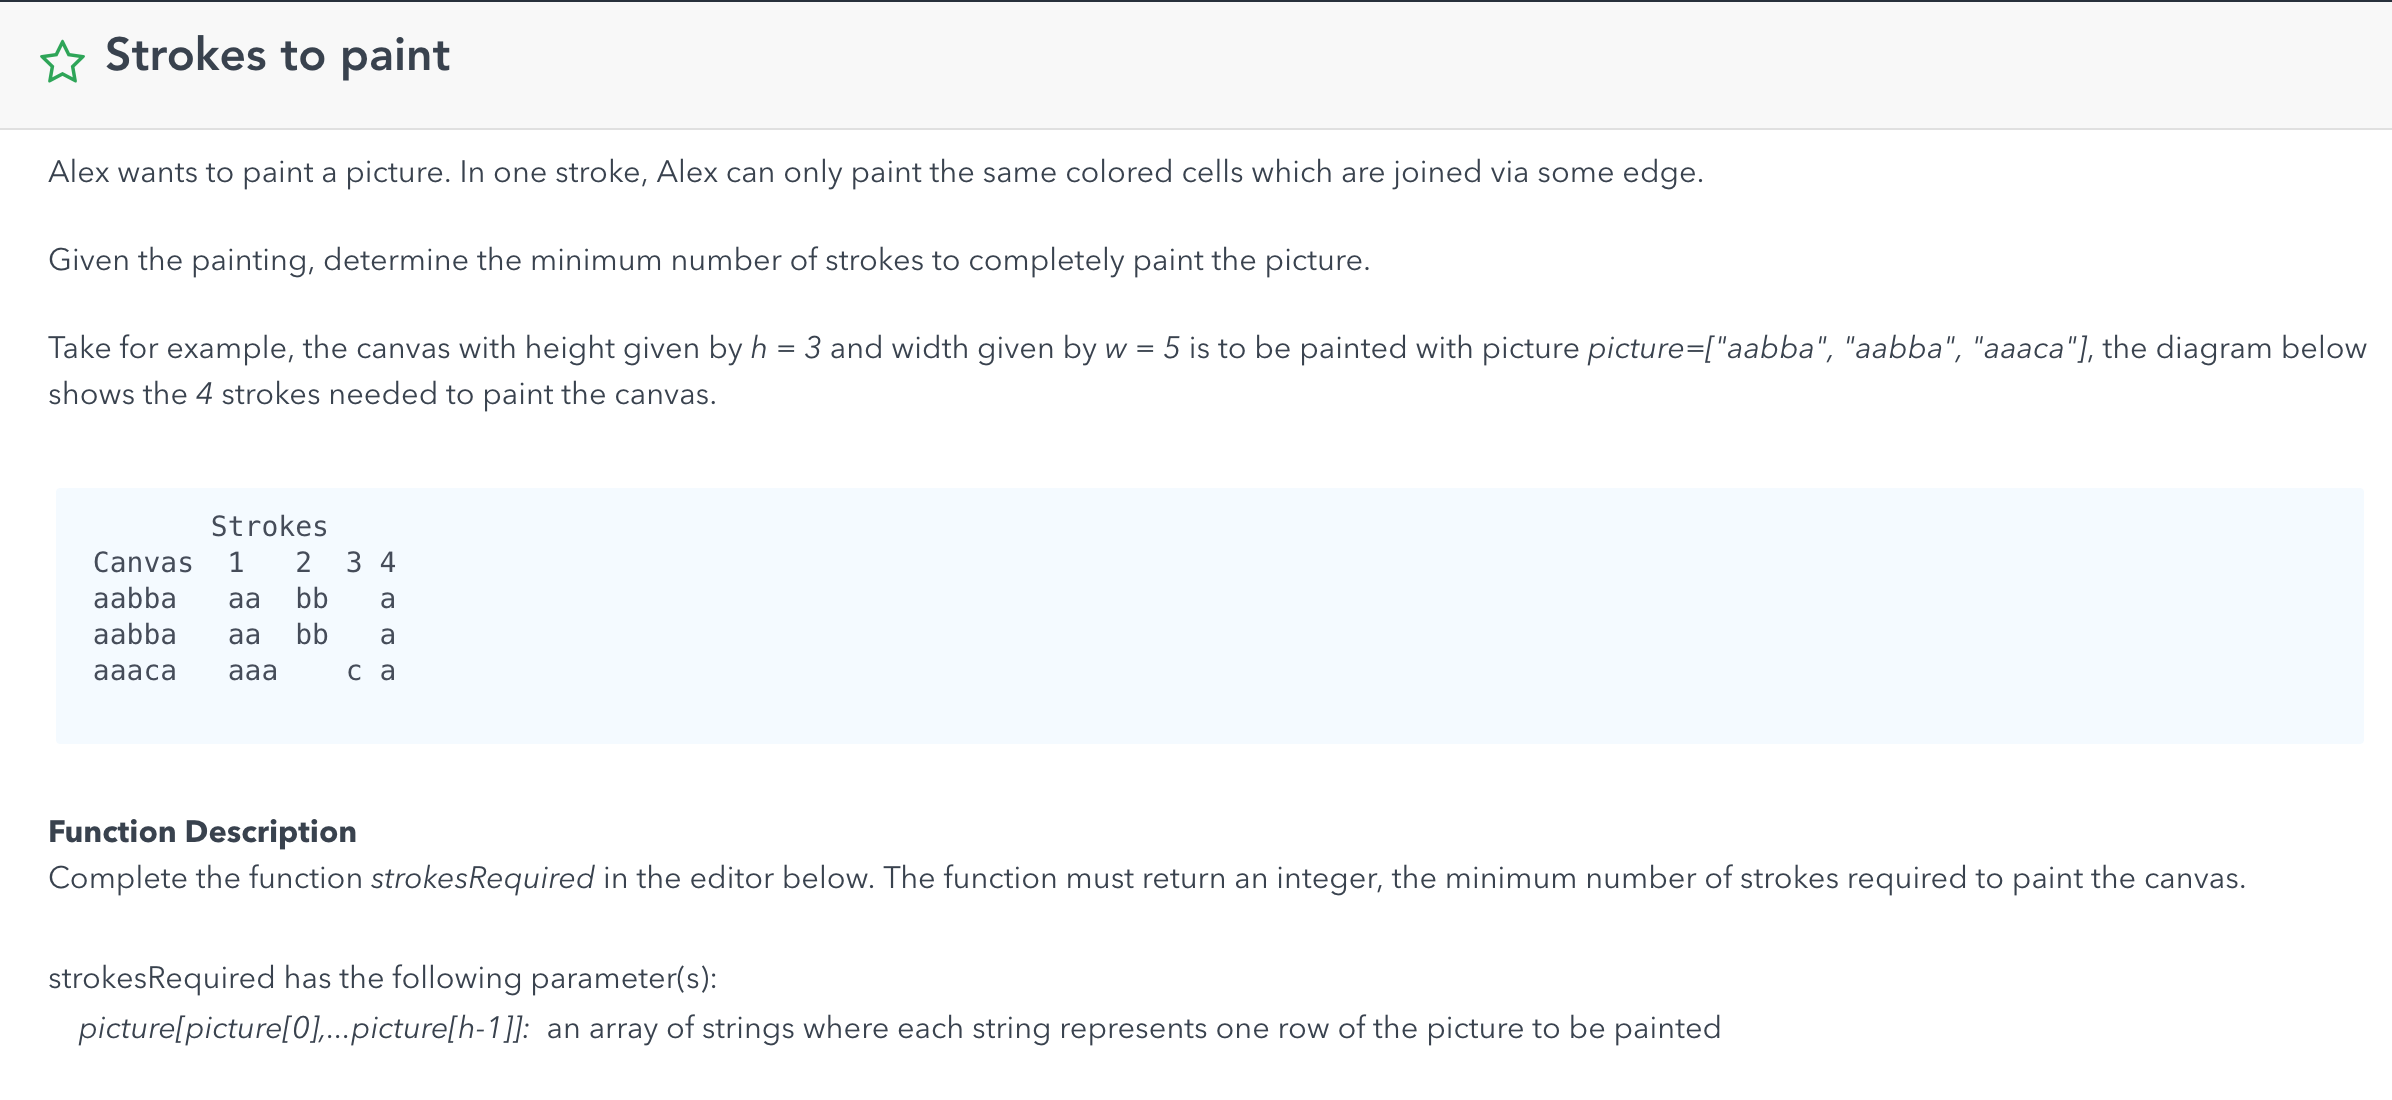 Strokes to paint
Alex wants to paint a picture. In one stroke, Alex can only paint the same colored cells which are joined via some edge.
Given the painting, determine the minimum number of strokes to completely paint the picture.
Take for example, the canvas with height given by h = 3 and width given by w = 5 is to be painted with picture picture=["aabba", "aabba", "aaaca"], the diagram below
shows the 4 strokes needed to paint the canvas.
       Strokes
Canvas  1   2  3 4
aabba   aa  bb   a
aabba   aa  bb   a
aaaca   aaa    c a
Function Description
Complete the function strokesRequired in the editor below. The function must return an integer, the minimum number of strokes required to paint the canvas.
strokesRequired has the following parameter(s):
picture[picture[0],...picture[h-1]]: an array of strings where each string represents one row of the picture to be painted